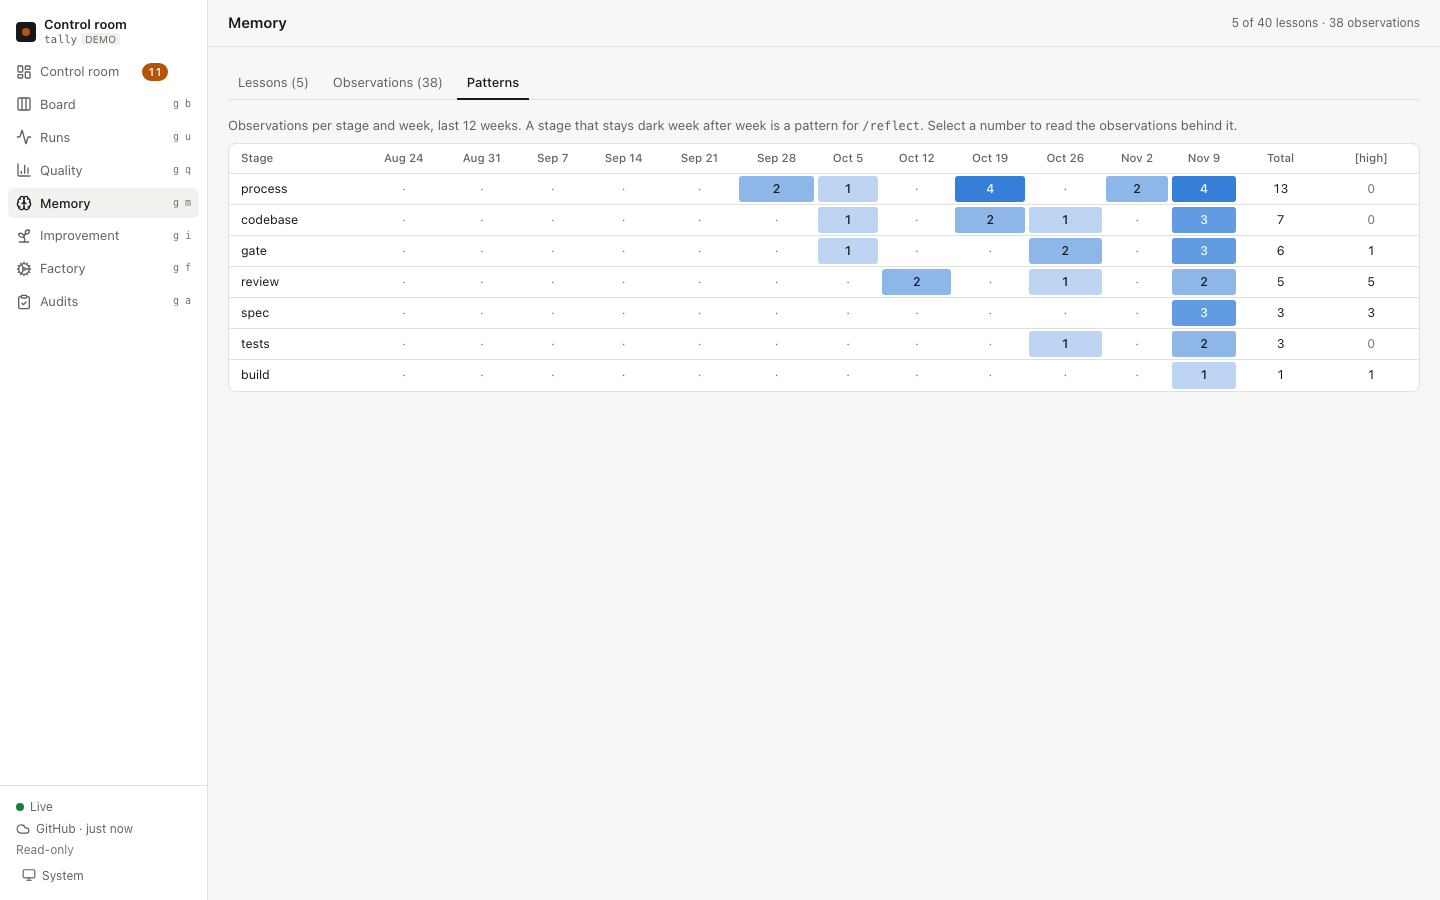 Control room
tally DEMO
Control room 11
Board g b
Runs g u
Quality g q
Memory g m
Improvement g i
Factory g f
Audits g a
Live
GitHub · just now
Read-only
System
Memory
5 of 40 lessons · 38 observations
Lessons (5) Observations (38) Patterns
Observations per stage and week, last 12 weeks. A stage that stays dark week after week is a pattern for /reflect. Select a number to read the observations behind it.
Stage Aug 24 Aug 31 Sep 7 Sep 14 Sep 21 Sep 28 Oct 5 Oct 12 Oct 19 Oct 26 Nov 2 Nov 9 Total [high]
process · · · · · 2 1 · 4 · 2 4 13 0
codebase · · · · · · 1 · 2 1 · 3 7 0
gate · · · · · · 1 · · 2 · 3 6 1
review · · · · · · · 2 · 1 · 2 5 5
spec · · · · · · · · · · · 3 3 3
tests · · · · · · · · · 1 · 2 3 0
build · · · · · · · · · · · 1 1 1